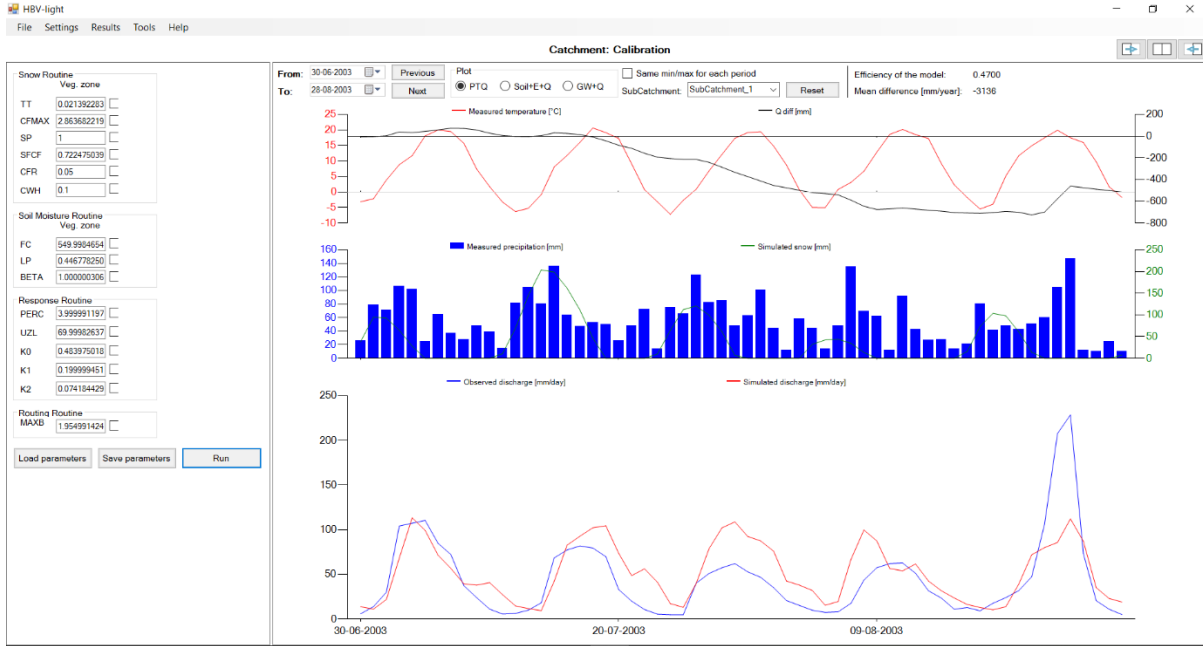 HBV-light
File Settings Results Tools Help
Catchment: Calibration
Snow Routine
Veg. zone
TT 0.021392283
CFMAX 2.863682219
SP 1
SFCF 0.722475039
CFR 0.05
CWH 0.1
Soil Moisture Routine
Veg. zone
FC 549.9984654
LP 0.446778250
BETA 1.000000306
Response Routine
PERC 3.999991197
UZL 69.99982637
K0 0.483975018
K1 0.199999451
K2 0.074184429
Routing Routine
MAXB 1.954991424
Load parameters Save parameters Run
From: 30-06-2003 Previous
To: 28-08-2003 Next
Plot
PTQ Soil+E+Q GW+Q
Same min/max for each period
SubCatchment: SubCatchment_1 Reset
Efficiency of the model: 0.4700
Mean difference [mm/year]: -3136
Measured temperature [°C] Q diff [mm]
25 200
20 0
15
10 -200
5
0 -400
-5 -600
-10 -800
Measured precipitation [mm] Simulated snow [mm]
160 250
140
120 200
100 150
80
60 100
40 50
20
0 0
Observed discharge [mm/day] Simulated discharge [mm/day]
250
200
150
100
50
0
30-06-2003 20-07-2003 09-08-2003